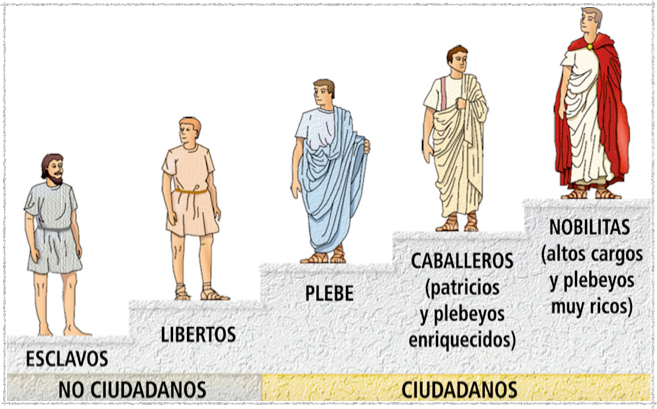 ESCLAVOS
LIBERTOS
PLEBE
CABALLEROS
(patricios
y plebeyos
enriquecidos)
NOBILITAS
(altos cargos
y plebeyos
muy ricos)
NO CIUDADANOS
CIUDADANOS